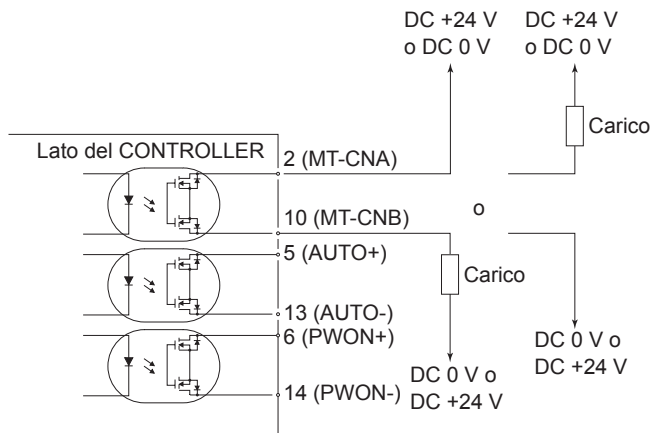 DC +24 V
o DC 0 V
DC +24 V
o DC 0 V
Carico
Lato del CONTROLLER
2 (MT-CNA)
o
10 (MT-CNB)
5 (AUTO+)
Carico
13 (AUTO-)
6 (PWON+)
DC 0 V o
DC +24 V
DC 0 V o
DC +24 V
14 (PWON-)